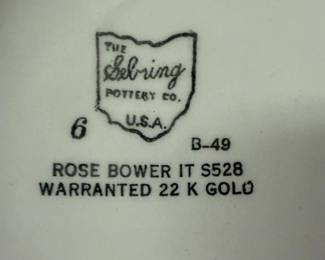 THE
Sebring
POTTERY CO.
U.S.A.
6
B-49
ROSE BOWER IT S528
WARRANTED 22 K GOLD